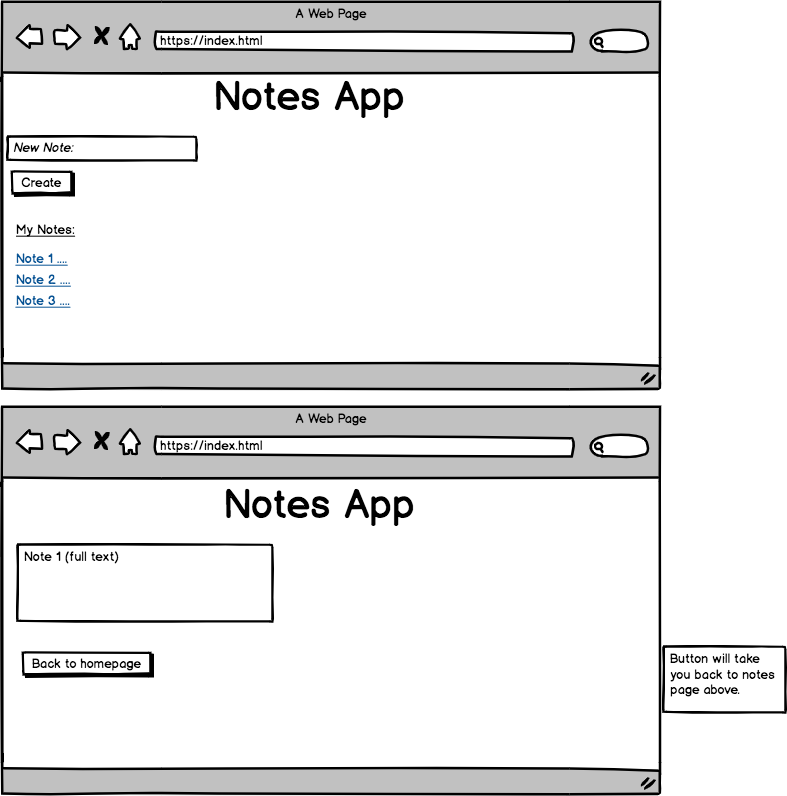 A Web Page
https://index.html
Notes App
New Note:
Create
My Notes:
Note 1 ....
Note 2 ....
Note 3 ....
A Web Page
https://index.html
Notes App
Note 1 (full text)
Back to homepage
Button will take
you back to notes
page above.